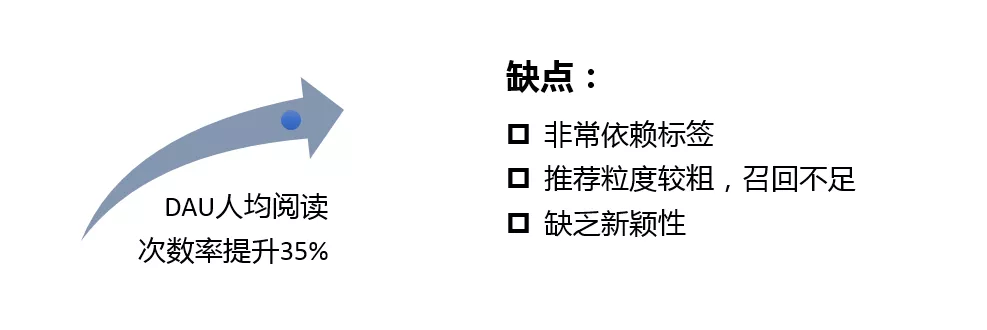 DAU人均阅读
次数率提升35%
缺点：
非常依赖标签
推荐粒度较粗，召回不足
缺乏新颖性